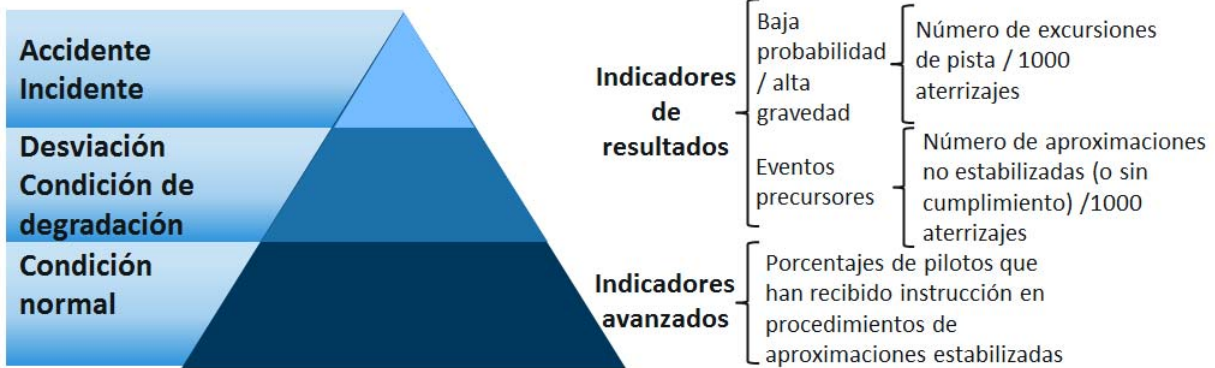 Accidente
Incidente
Desviación
Condición de
degradación
Condición
normal
Indicadores
de
resultados
Baja
probabilidad
/ alta
gravedad
Número de excursiones
de pista / 1000
aterrizajes
Eventos
precursores
Número de aproximaciones
no estabilizadas (o sin
cumplimiento) /1000
aterrizajes
Indicadores
avanzados
Porcentajes de pilotos que
han recibido instrucción en
procedimientos de
aproximaciones estabilizadas